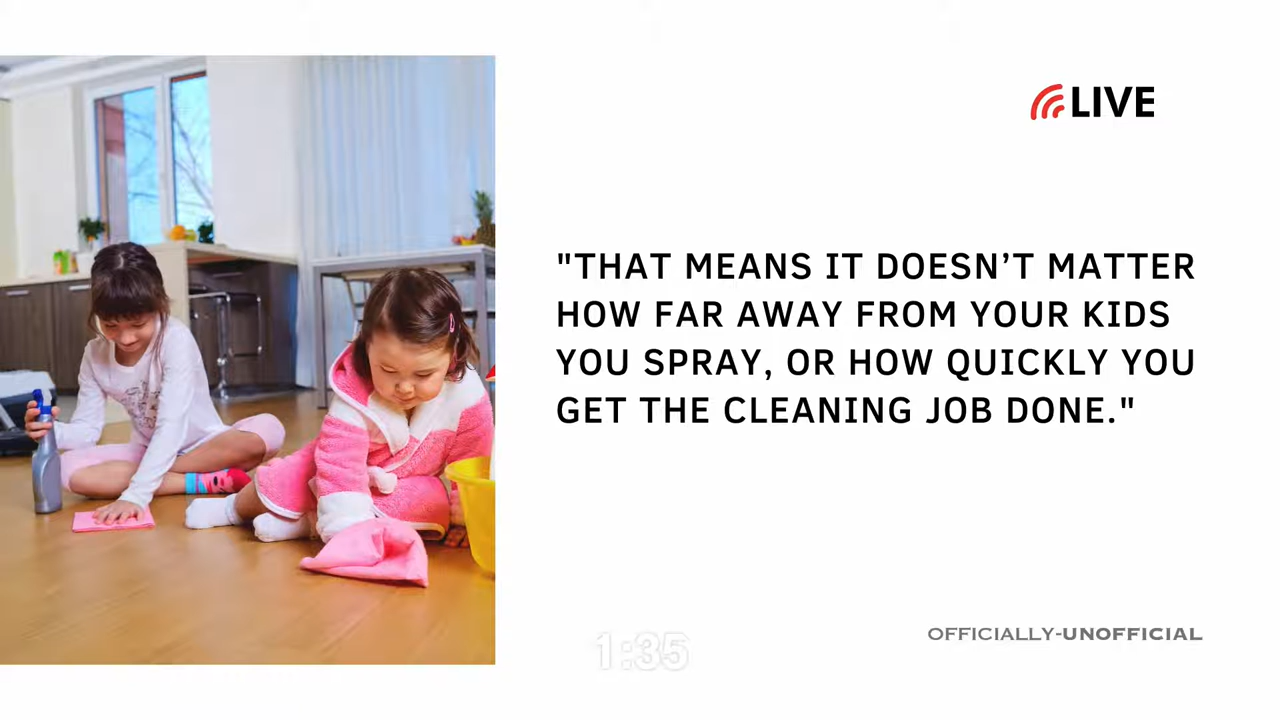 LIVE
"THAT MEANS IT DOESN’T MATTER
HOW FAR AWAY FROM YOUR KIDS
YOU SPRAY, OR HOW QUICKLY YOU
GET THE CLEANING JOB DONE."
OFFICIALLY-UNOFFICIAL
1:35